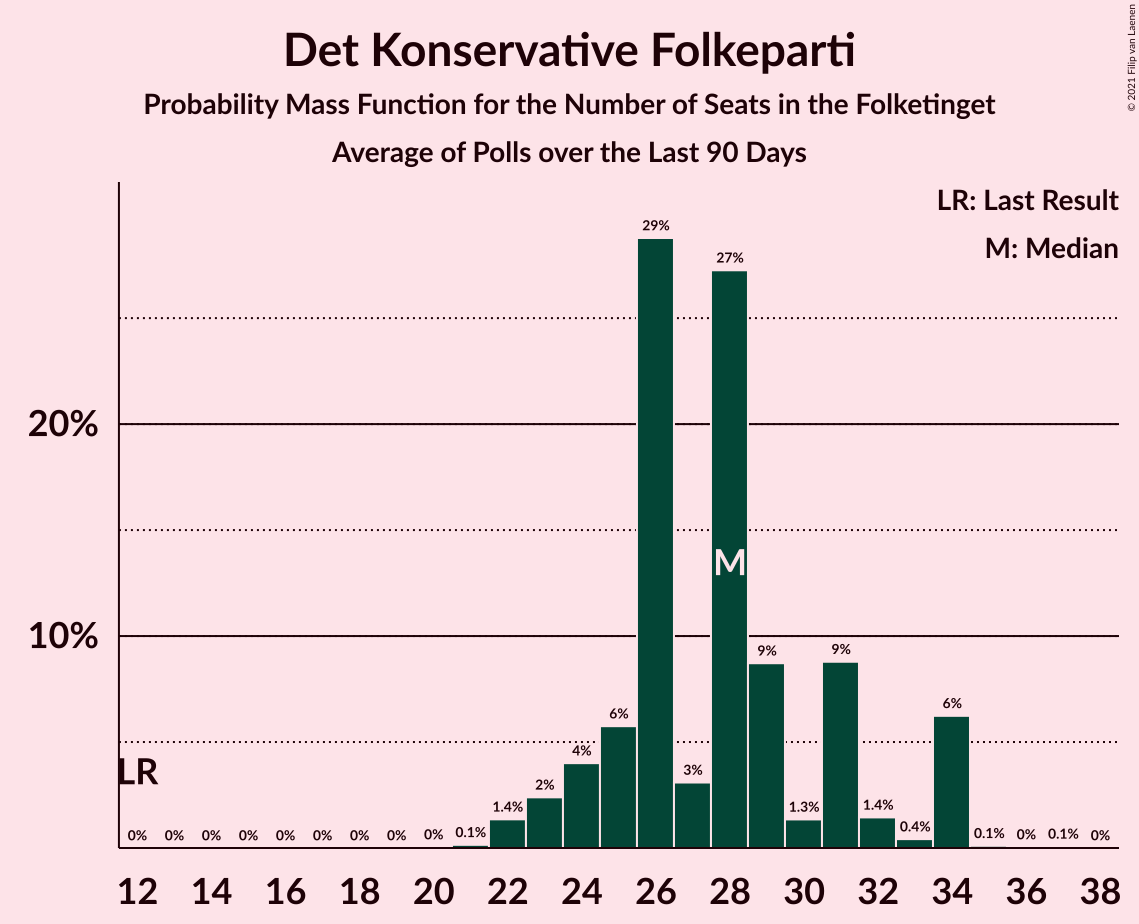 Det Konservative Folkeparti
Probability Mass Function for the Number of Seats in the Folketinget
Average of Polls over the Last 90 Days
© 2021 Filip van Laenen
LR: Last Result
M: Median
20%
10%
LR
M
0% 0% 0% 0% 0% 0% 0% 0% 0% 0.1% 1.4% 2% 4% 6% 29% 3% 27% 9% 1.3% 9% 1.4% 0.4% 6% 0.1% 0% 0.1% 0%
12 14 16 18 20 22 24 26 28 30 32 34 36 38